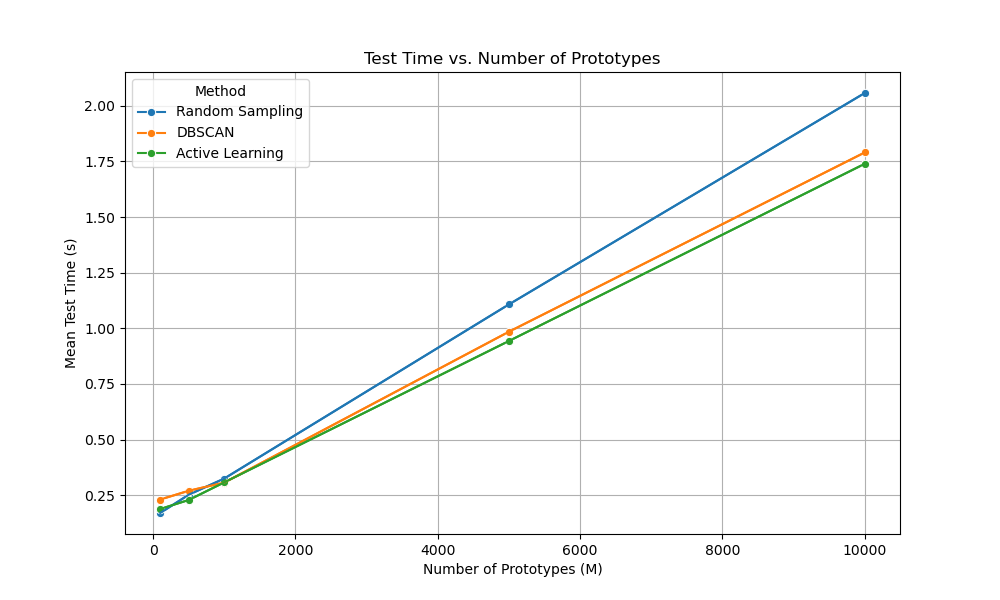 Test Time vs. Number of Prototypes
Method
Random Sampling
DBSCAN
Active Learning
Mean Test Time (s)
2.00
1.75
1.50
1.25
1.00
0.75
0.50
0.25
0 2000 4000 6000 8000 10000
Number of Prototypes (M)